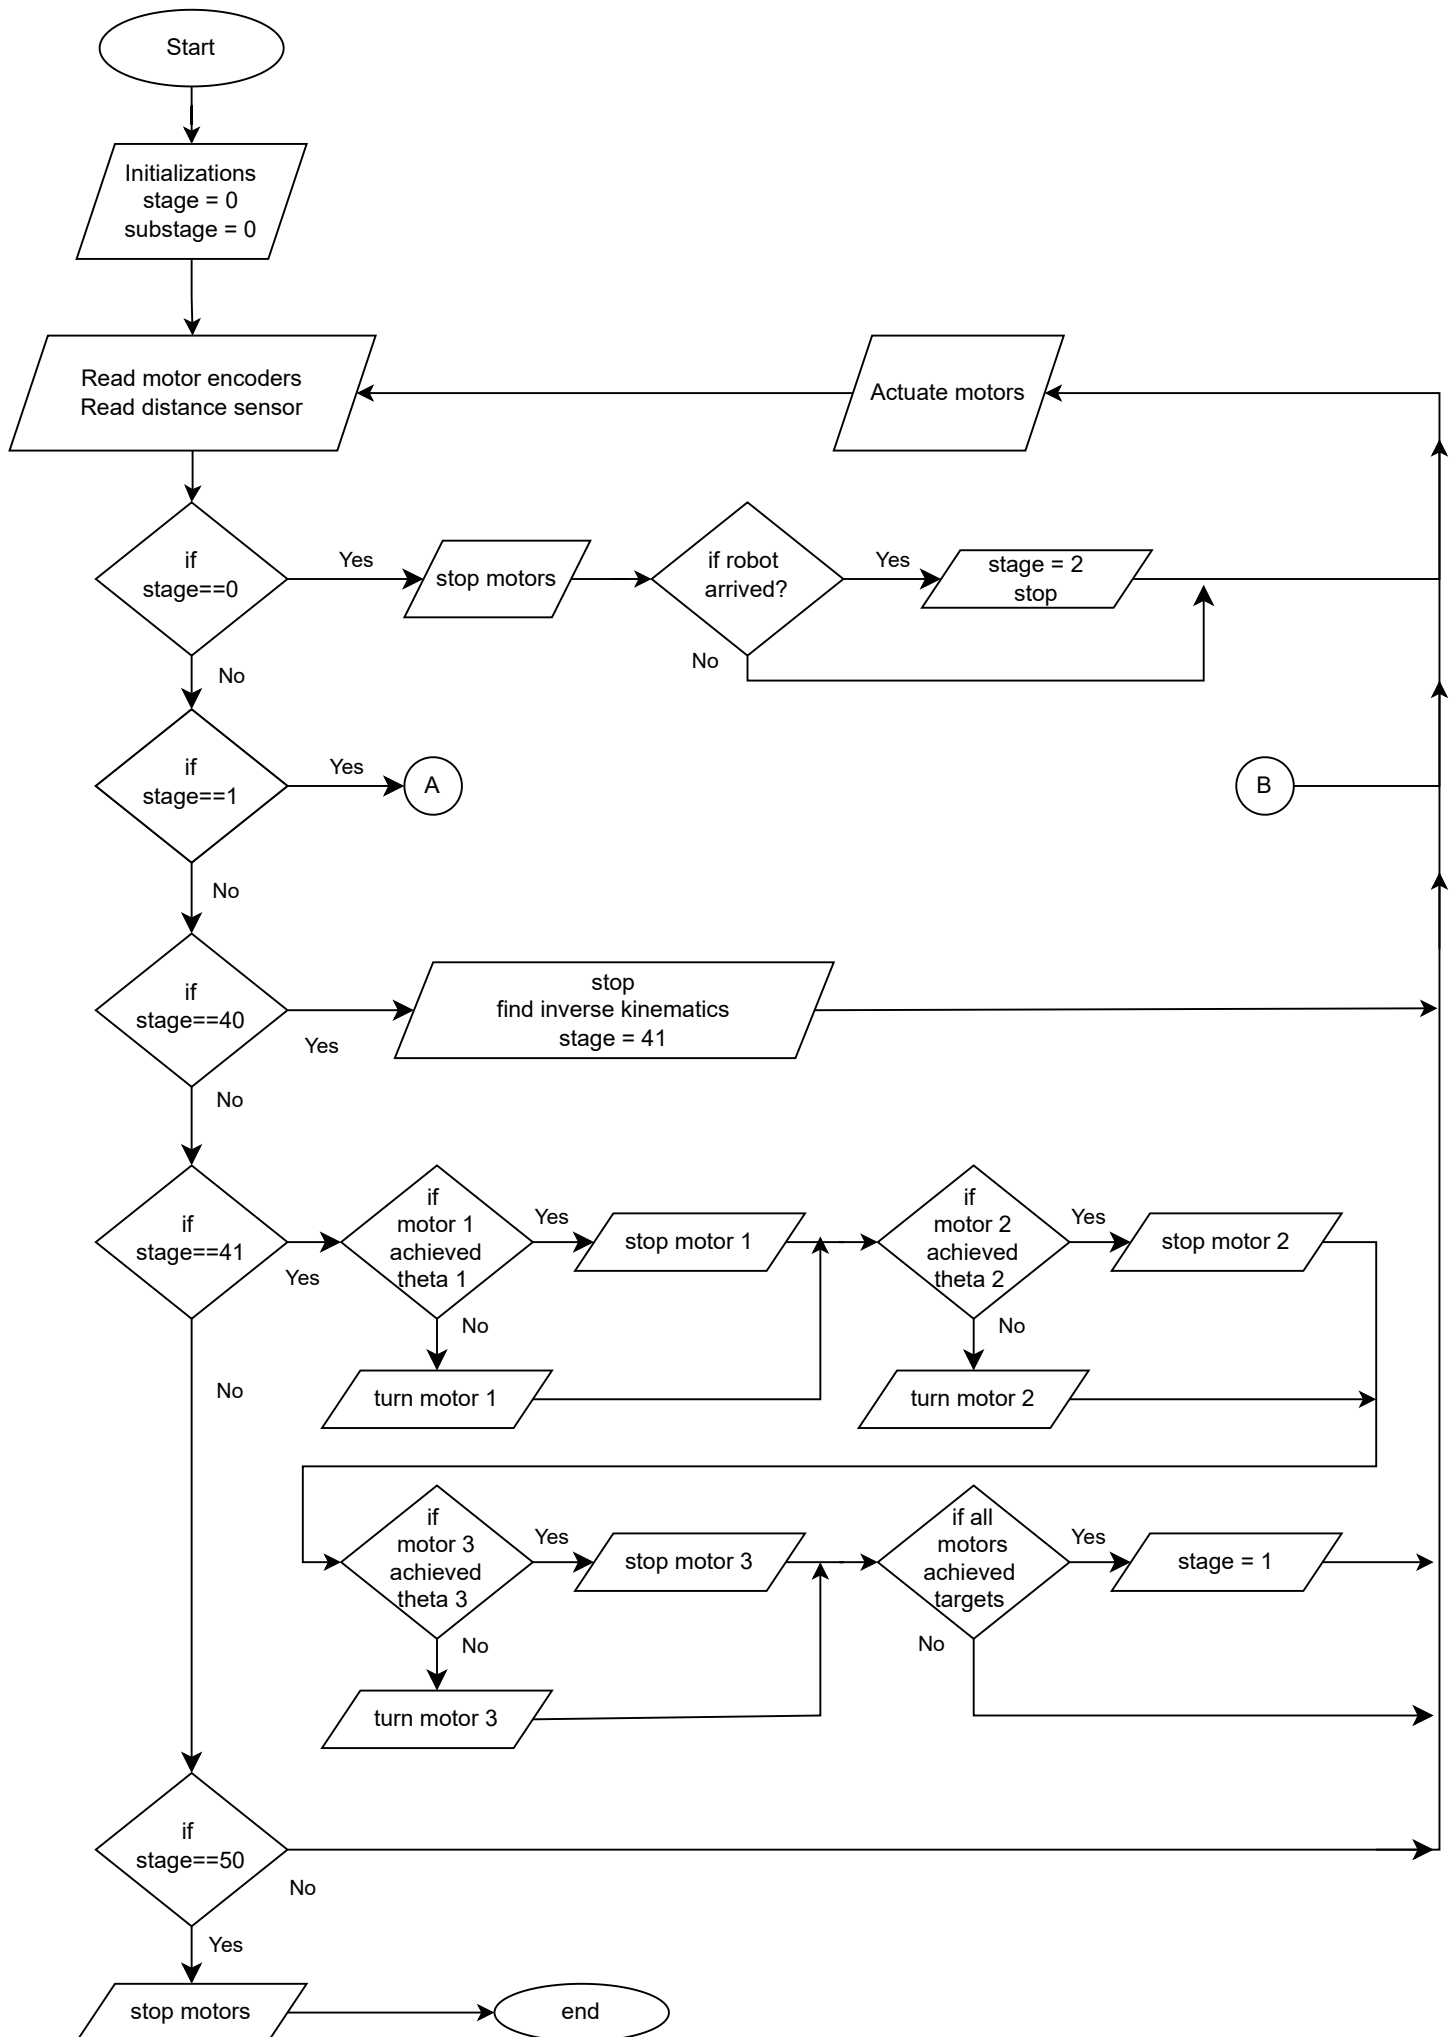 Start
Initializations
stage = 0
substage = 0
Read motor encoders
Read distance sensor
Actuate motors
if
stage==0
Yes
stop motors
if robot
arrived?
Yes
stage = 2
stop
No
No
if
stage==1
Yes
A
B
No
if
stage==40
Yes
stop
find inverse kinematics
stage = 41
No
if
stage==41
Yes
if
motor 1
achieved
theta 1
Yes
stop motor 1
if
motor 2
achieved
theta 2
Yes
stop motor 2
No
No
turn motor 1
turn motor 2
No
if
motor 3
achieved
theta 3
Yes
stop motor 3
if all
motors
achieved
targets
Yes
stage = 1
No
No
turn motor 3
if
stage==50
No
Yes
stop motors
end